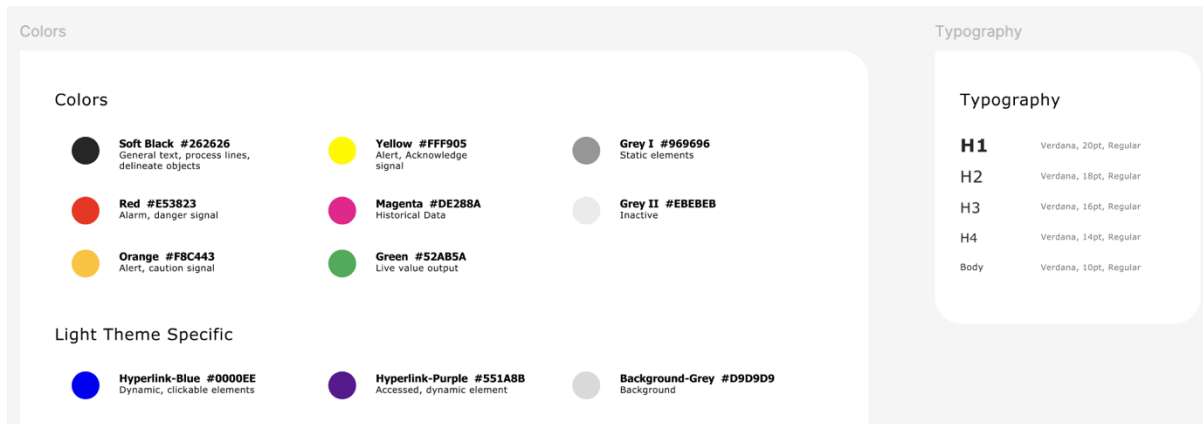 Colors
Typography
Colors
Soft Black #262626
General text, process lines,
delineate objects
Yellow #FFF905
Alert, Acknowledge
signal
Grey I #969696
Static elements
Red #E53823
Alarm, danger signal
Magenta #DE288A
Historical Data
Grey II #EBEBEB
Inactive
Orange #F8C443
Alert, caution signal
Green #52AB5A
Live value output
Light Theme Specific
Hyperlink-Blue #0000EE
Dynamic, clickable elements
Hyperlink-Purple #551A8B
Accessed, dynamic element
Background-Grey #D9D9D9
Background
Typography
H1 Verdana, 20pt, Regular
H2 Verdana, 18pt, Regular
H3 Verdana, 16pt, Regular
H4 Verdana, 14pt, Regular
Body Verdana, 10pt, Regular